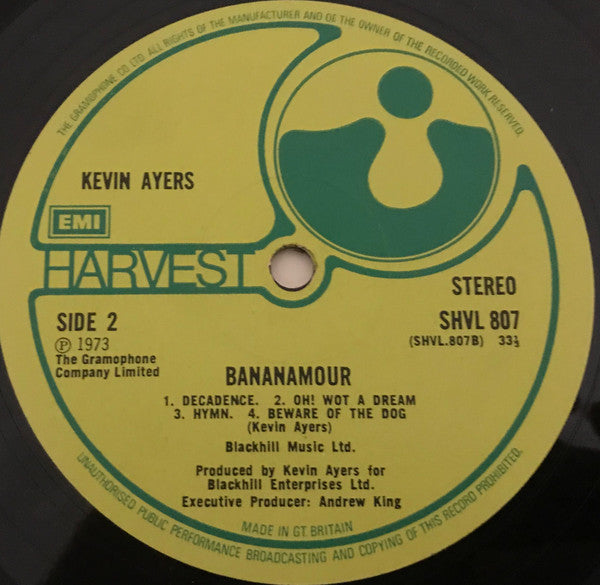 THE GRAMOPHONE CO LTD. ALL RIGHTS OF THE MANUFACTURER AND OF THE OWNER OF THE RECORDED WORK RESERVED.
KEVIN AYERS
EMI
HARVEST
STEREO
SIDE 2
SHVL 807
℗ 1973
(SHVL.807B) 33⅓
The Gramophone
Company Limited
BANANAMOUR
1. DECADENCE. 2. OH! WOT A DREAM
3. HYMN. 4. BEWARE OF THE DOG
(Kevin Ayers)
Blackhill Music Ltd.
Produced by Kevin Ayers for
Blackhill Enterprises Ltd.
Executive Producer: Andrew King
MADE IN GT. BRITAIN
UNAUTHORISED PUBLIC PERFORMANCE BROADCASTING AND COPYING OF THIS RECORD PROHIBITED.